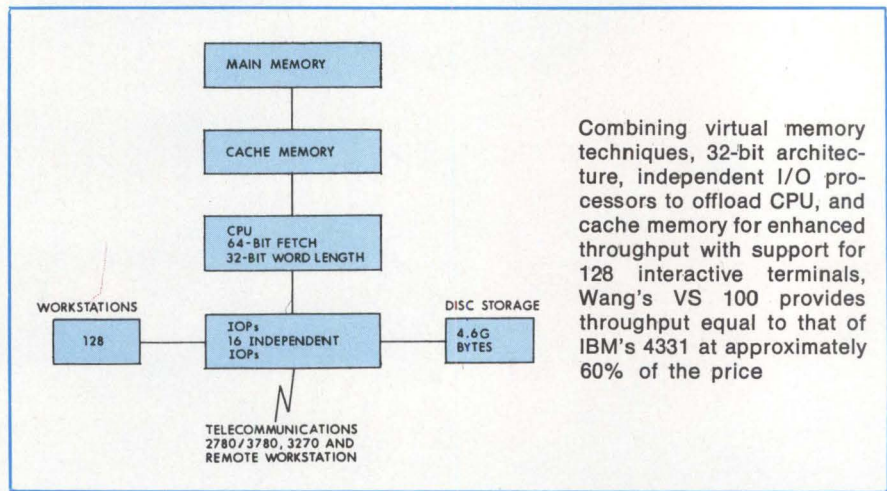 MAIN MEMORY
CACHE MEMORY
CPU
64-BIT FETCH
32-BIT WORD LENGTH
WORKSTATIONS
128
IOPs
16 INDEPENDENT
IOPs
DISC STORAGE
4.6G
BYTES
TELECOMMUNICATIONS
2780/3780, 3270 AND
REMOTE WORKSTATION
Combining virtual memory
techniques, 32-bit architec-
ture, independent I/O pro-
cessors to offload CPU, and
cache memory for enhanced
throughput with support for
128 interactive terminals,
Wang's VS 100 provides
throughput equal to that of
IBM's 4331 at approximately
60% of the price